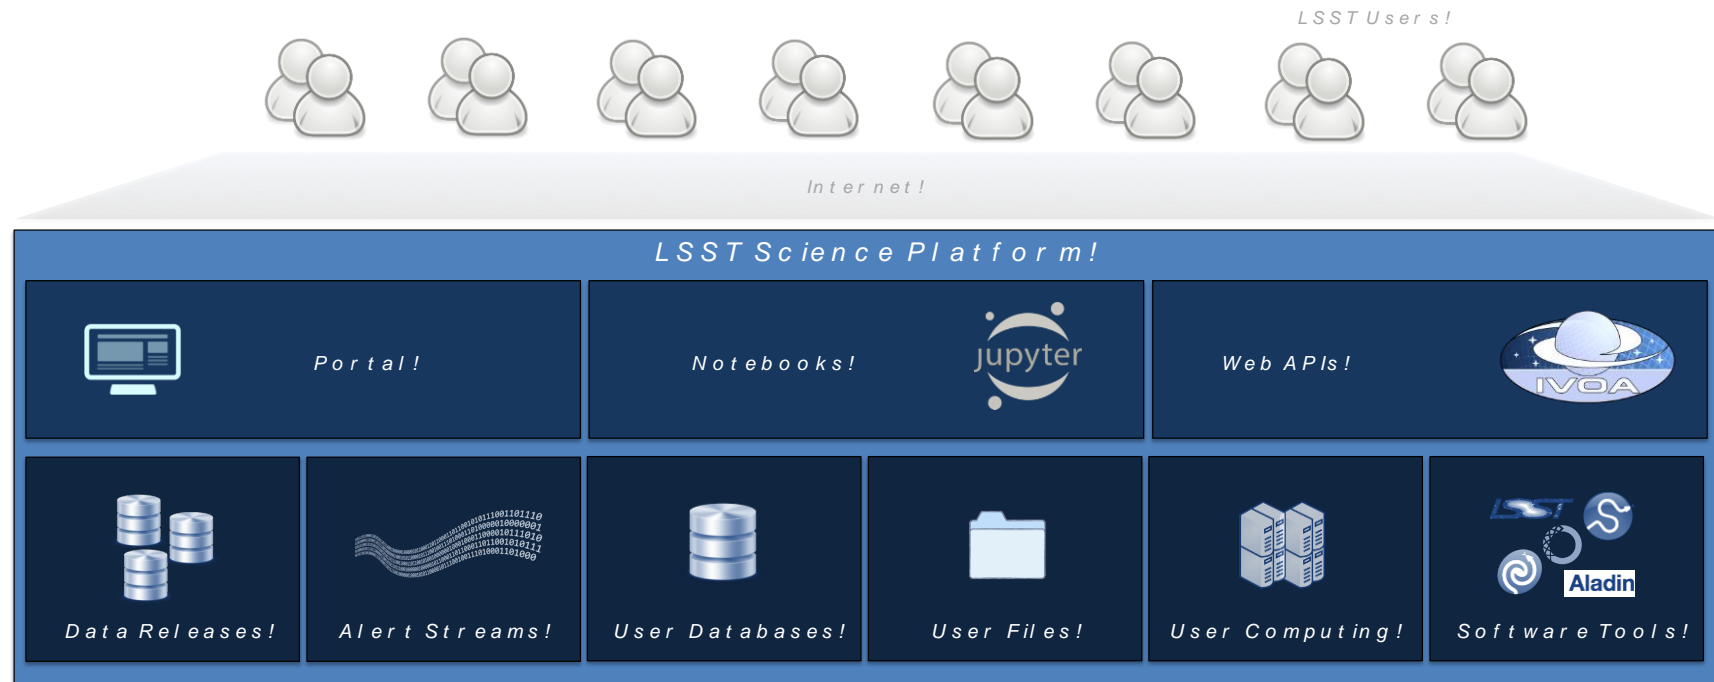 LSST Users!
Internet!
LSST Science Platform!
Portal!
Notebooks!
jupyter
Web APIs!
IVOA
LSST
Aladin
Data Releases!
Alert Streams!
User Databases!
User Files!
User Computing!
Software Tools!